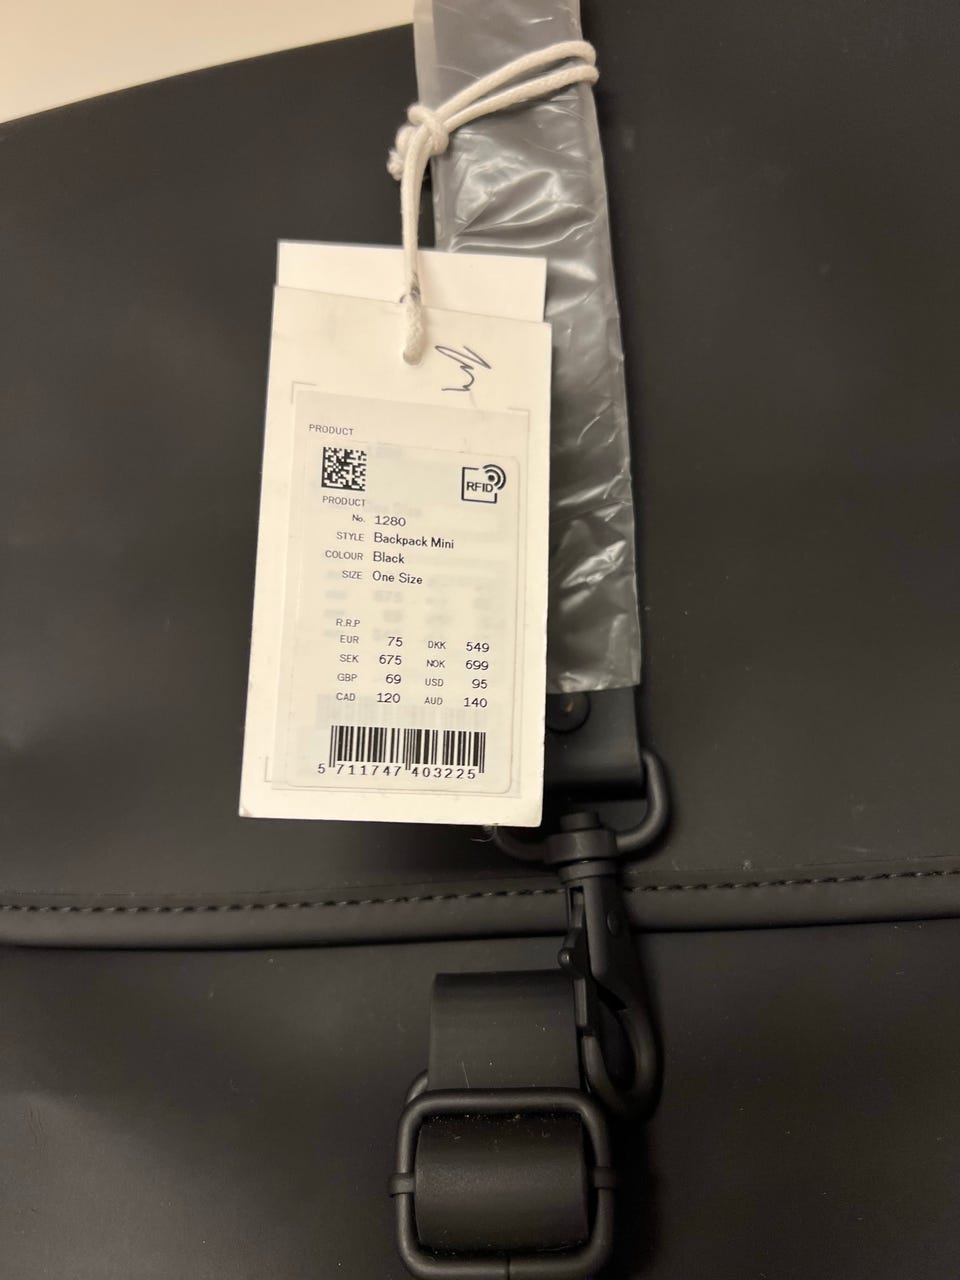 PRODUCT
RFID
PRODUCT
No. 1280
STYLE Backpack Mini
COLOUR Black
SIZE One Size
R.R.P
EUR 75 DKK 549
SEK 675 NOK 699
GBP 69 USD 95
CAD 120 AUD 140
5 711747 403225